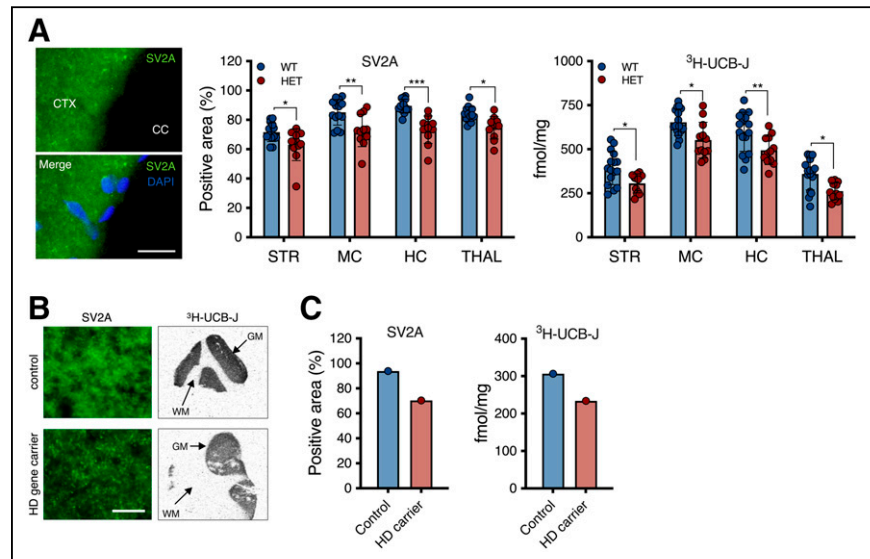 A
SV2A
CTX
CC
Merge
SV2A
DAPI
SV2A
WT
HET
Positive area (%)
120
100
80
60
40
20
0
*
**
***
*
STR MC HC THAL
³H-UCB-J
WT
HET
fmol/mg
1000
750
500
250
0
*
*
**
*
STR MC HC THAL
B
SV2A
³H-UCB-J
control
GM
WM
HD gene carrier
GM
WM
C
SV2A
Positive area (%)
120
100
80
60
40
20
0
Control
HD carrier
³H-UCB-J
fmol/mg
400
300
200
100
0
Control
HD carrier